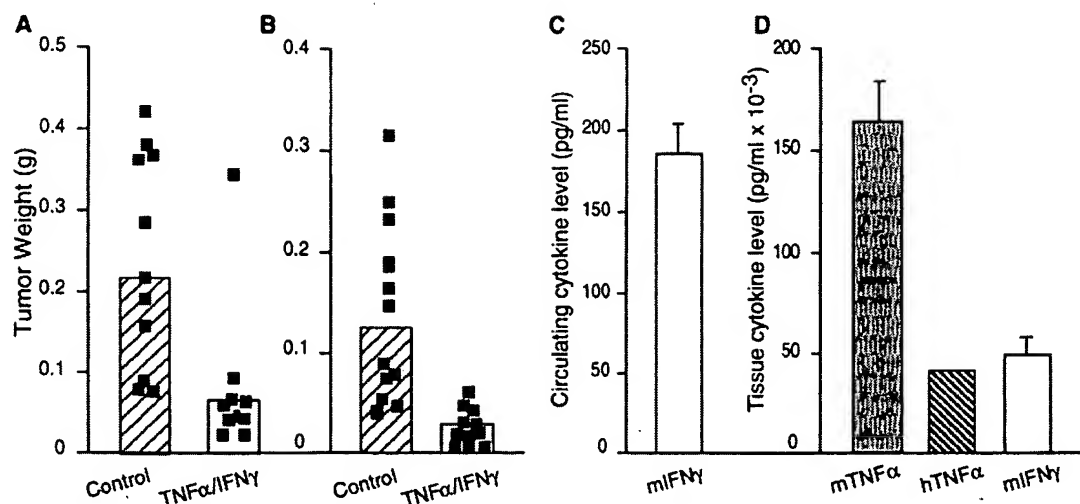 A
B
C
D
Tumor Weight (g)
0.5
0.4
0.3
0.2
0.1
0
Control
TNFα/IFNγ
0.4
0.3
0.2
0.1
0
Control
TNFα/IFNγ
Circulating cytokine level (pg/ml)
250
200
150
100
50
0
mIFNγ
Tissue cytokine level (pg/ml x 10-3)
200
150
100
50
0
mTNFα
hTNFα
mIFNγ